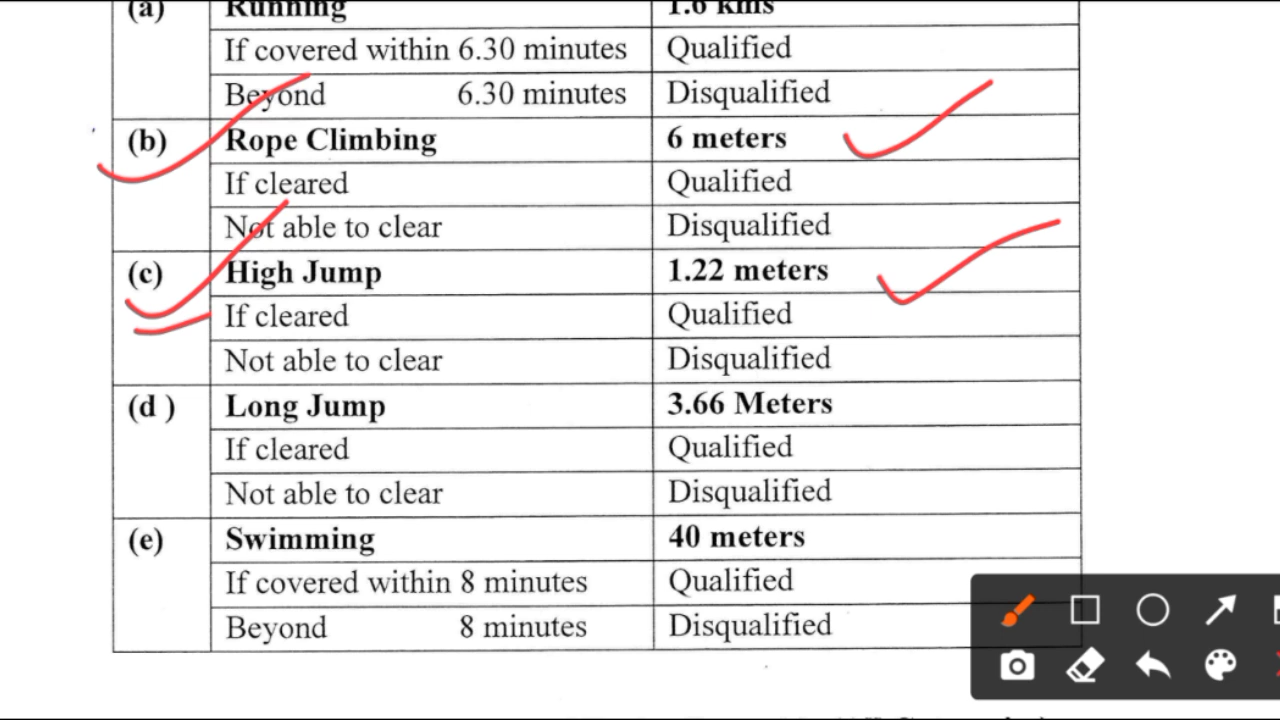 (a) Running 1.6 kms
If covered within 6.30 minutes Qualified
Beyond 6.30 minutes Disqualified
(b) Rope Climbing 6 meters
If cleared Qualified
Not able to clear Disqualified
(c) High Jump 1.22 meters
If cleared Qualified
Not able to clear Disqualified
(d ) Long Jump 3.66 Meters
If cleared Qualified
Not able to clear Disqualified
(e) Swimming 40 meters
If covered within 8 minutes Qualified
Beyond 8 minutes Disqualified